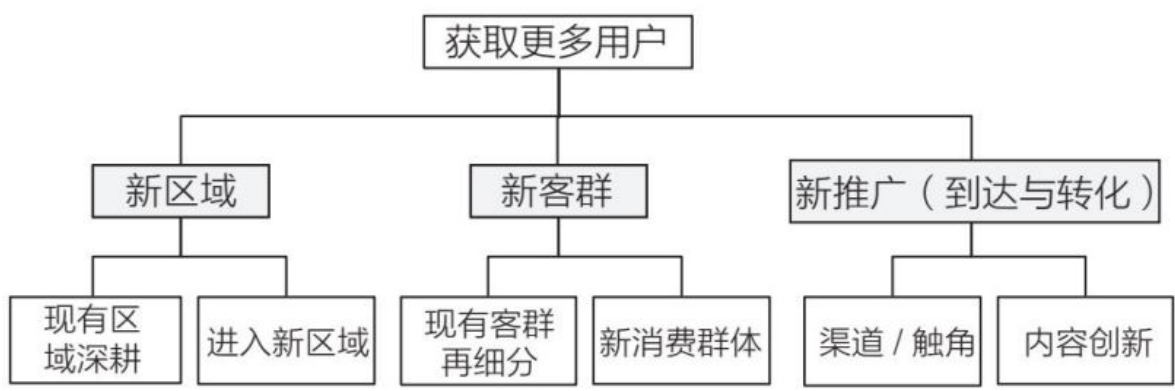 获取更多用户
新区域
新客群
新推广（到达与转化）
现有区
域深耕
进入新区域
现有客群
再细分
新消费群体
渠道 / 触角
内容创新